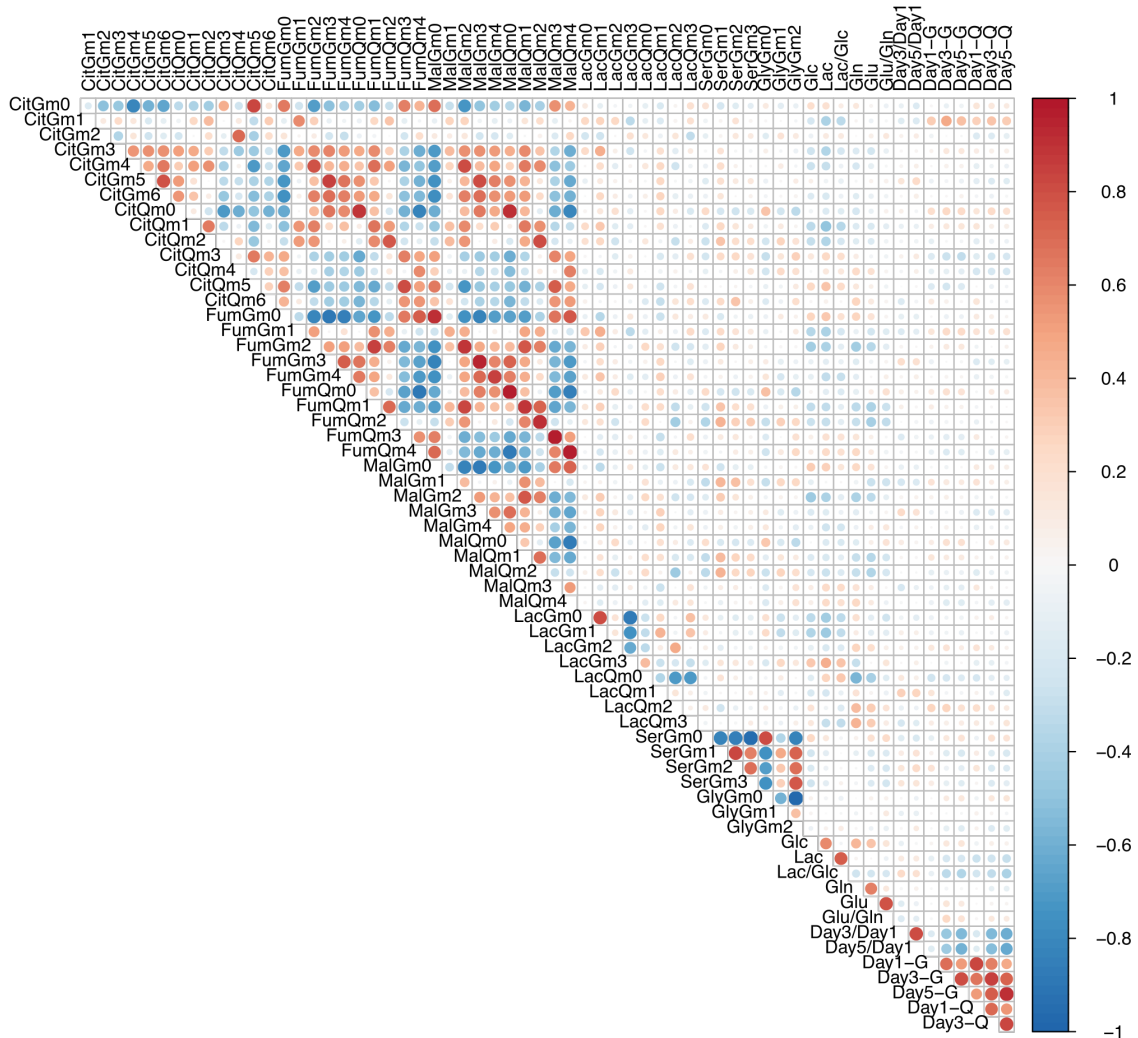 CitGm1
CitGm2
CitGm3
CitGm4
CitGm5
CitGm6
CitQm0
CitQm1
CitQm2
CitQm3
CitQm4
CitQm5
CitQm6
FumGm0
FumGm1
FumGm2
FumGm3
FumGm4
FumQm0
FumQm1
FumQm2
FumQm3
FumQm4
MalGm0
MalGm1
MalGm2
MalGm3
MalGm4
MalQm0
MalQm1
MalQm2
MalQm3
MalQm4
LacGm0
LacGm1
LacGm2
LacGm3
LacQm0
LacQm1
LacQm2
LacQm3
SerGm0
SerGm1
SerGm2
SerGm3
GlyGm0
GlyGm1
GlyGm2
Glc
Lac
Lac/Glc
Gln
Glu
Glu/Gln
Day3/Day1
Day5/Day1
Day1−G
Day3−G
Day5−G
Day1−Q
Day3−Q
Day5−Q
CitGm0
CitGm1
CitGm2
CitGm3
CitGm4
CitGm5
CitGm6
CitQm0
CitQm1
CitQm2
CitQm3
CitQm4
CitQm5
CitQm6
FumGm0
FumGm1
FumGm2
FumGm3
FumGm4
FumQm0
FumQm1
FumQm2
FumQm3
FumQm4
MalGm0
MalGm1
MalGm2
MalGm3
MalGm4
MalQm0
MalQm1
MalQm2
MalQm3
MalQm4
LacGm0
LacGm1
LacGm2
LacGm3
LacQm0
LacQm1
LacQm2
LacQm3
SerGm0
SerGm1
SerGm2
SerGm3
GlyGm0
GlyGm1
GlyGm2
Glc
Lac
Lac/Glc
Gln
Glu
Glu/Gln
Day3/Day1
Day5/Day1
Day1−G
Day3−G
Day5−G
Day1−Q
Day3−Q
1
0.8
0.6
0.4
0.2
0
−0.2
−0.4
−0.6
−0.8
−1